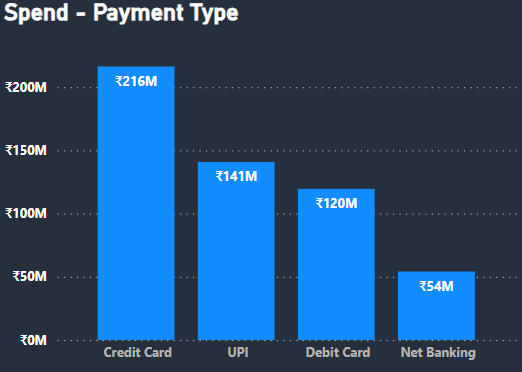 Spend - Payment Type
₹200M
₹150M
₹100M
₹50M
₹0M
₹216M
₹141M
₹120M
₹54M
Credit Card
UPI
Debit Card
Net Banking